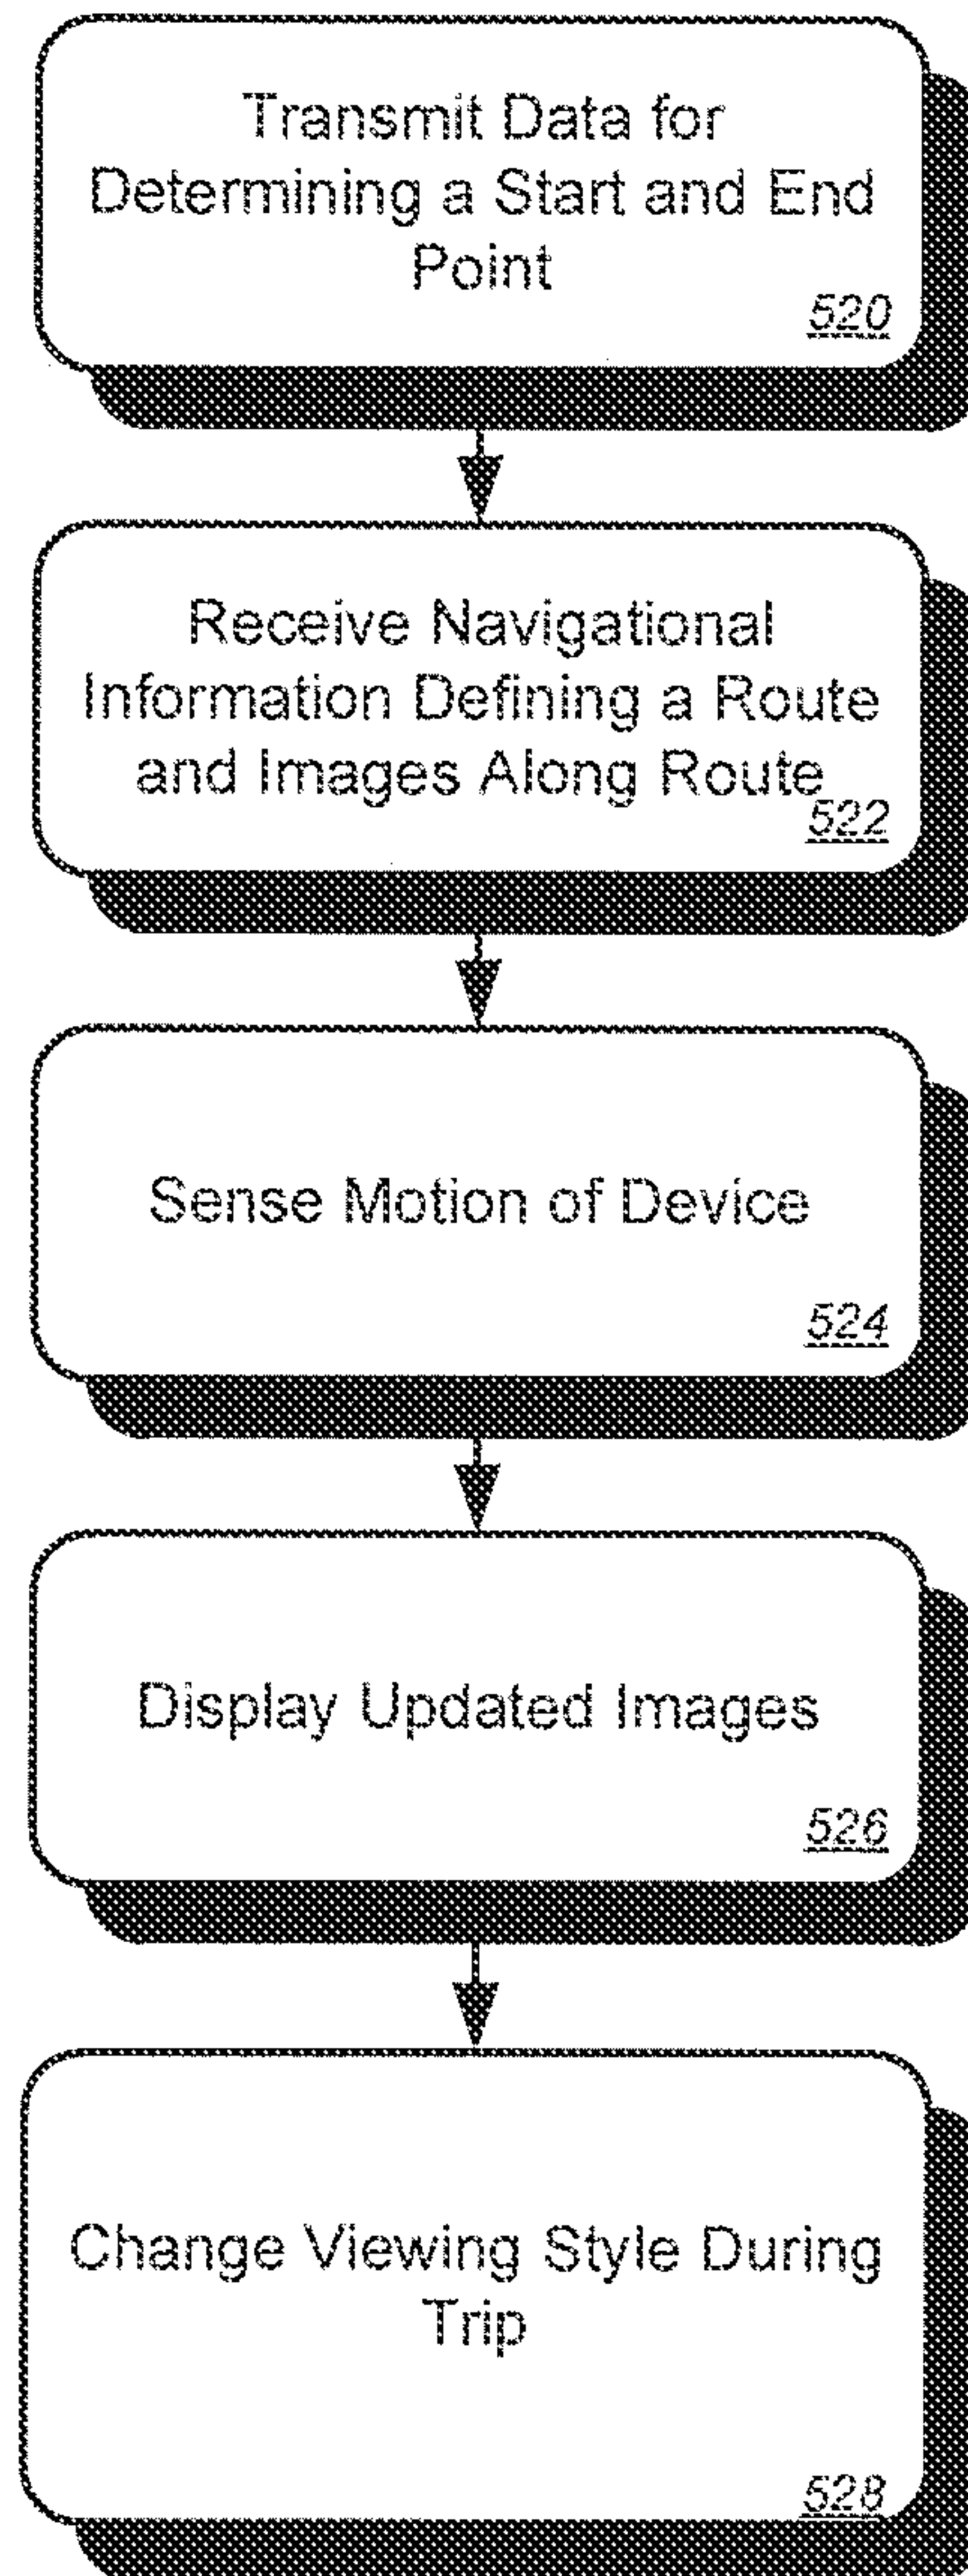 Transmit Data for
Determining a Start and End
Point
520
Receive Navigational
Information Defining a Route
and Images Along Route
522
Sense Motion of Device
524
Display Updated Images
526
Change Viewing Style During
Trip
528